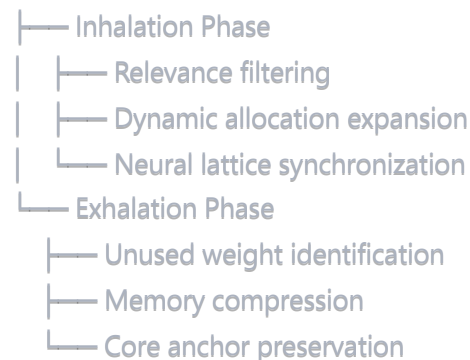 ├── Inhalation Phase
│   ├── Relevance filtering
│   ├── Dynamic allocation expansion
│   └── Neural lattice synchronization
└── Exhalation Phase
    ├── Unused weight identification
    ├── Memory compression
    └── Core anchor preservation